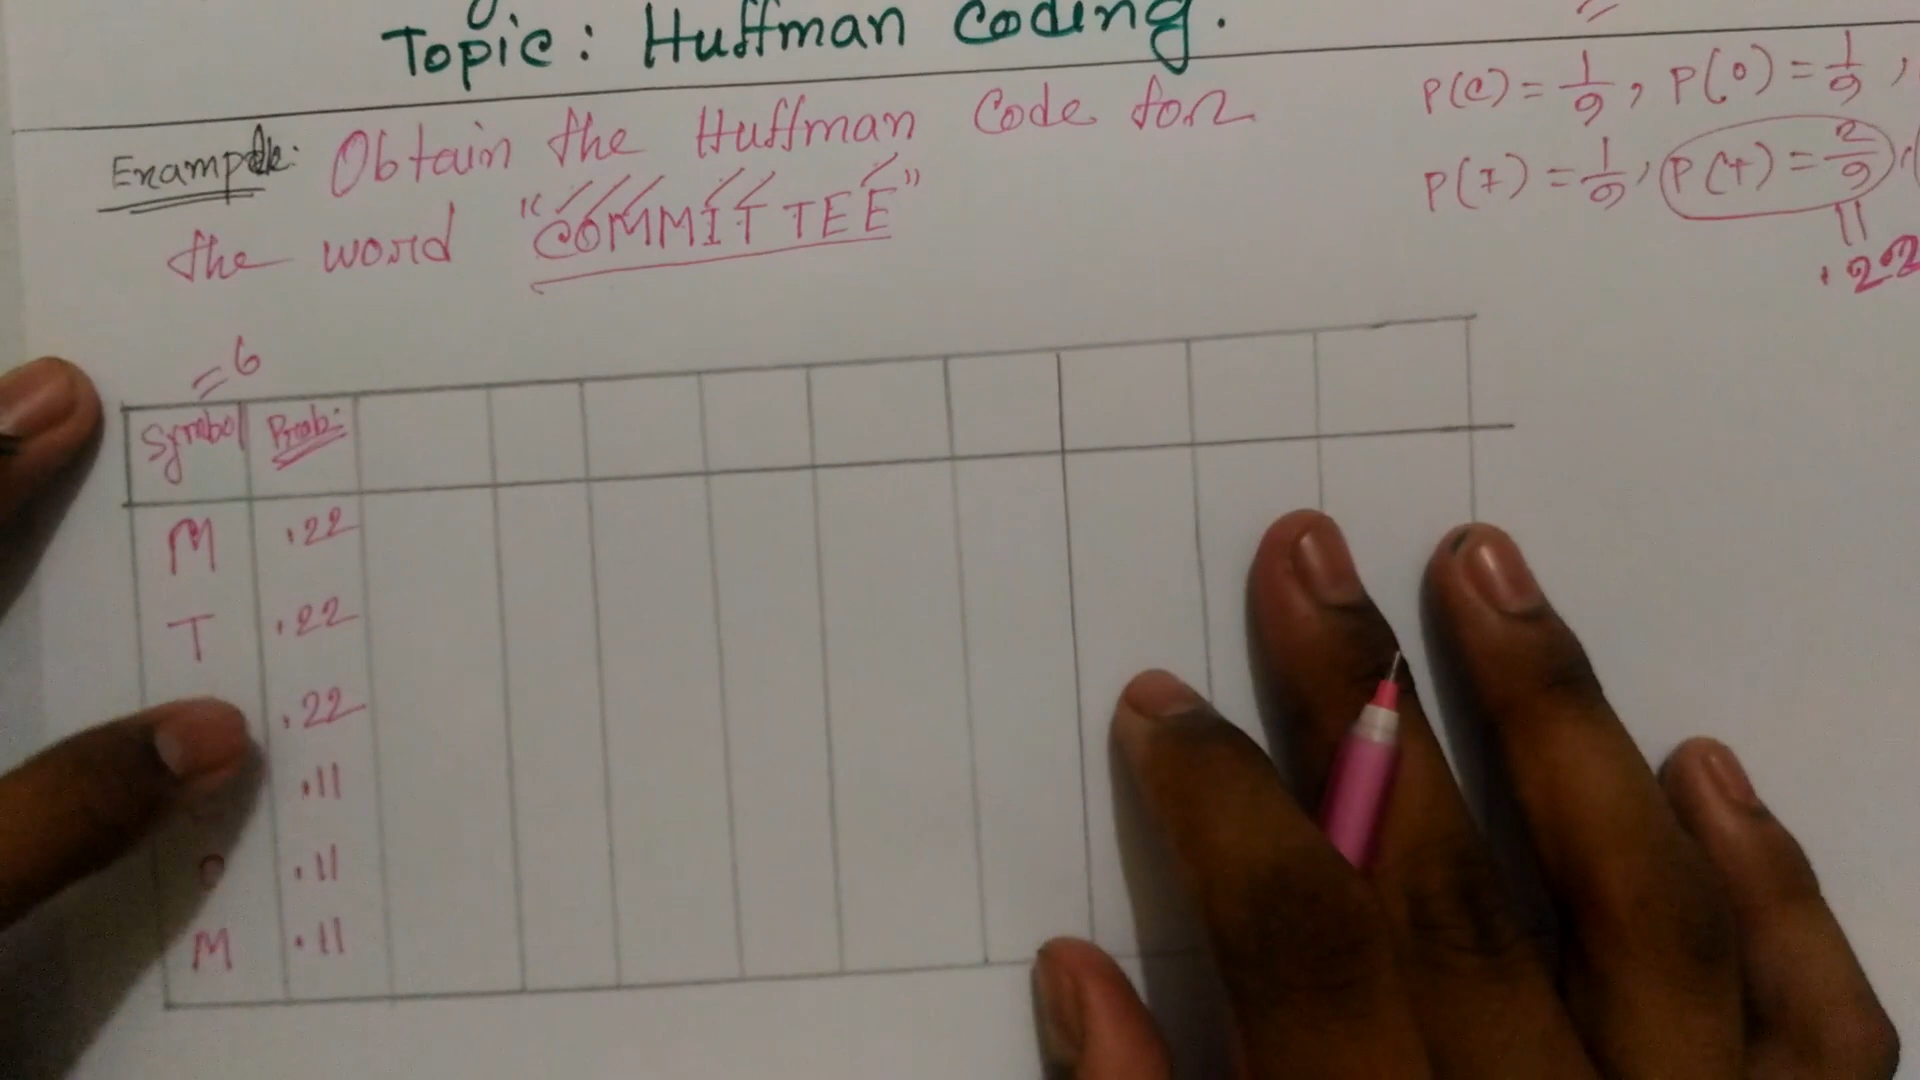 Topic: Huffman Coding.
Example: Obtain the Huffman Code for
the word "COMMITTEE"
P(C) = 1/9, P(O) = 1/9,
P(I) = 1/9, P(T) = 2/9,
.22
=6
Symbol Prob:
M .22
T .22
.22
.11
O .11
M .11